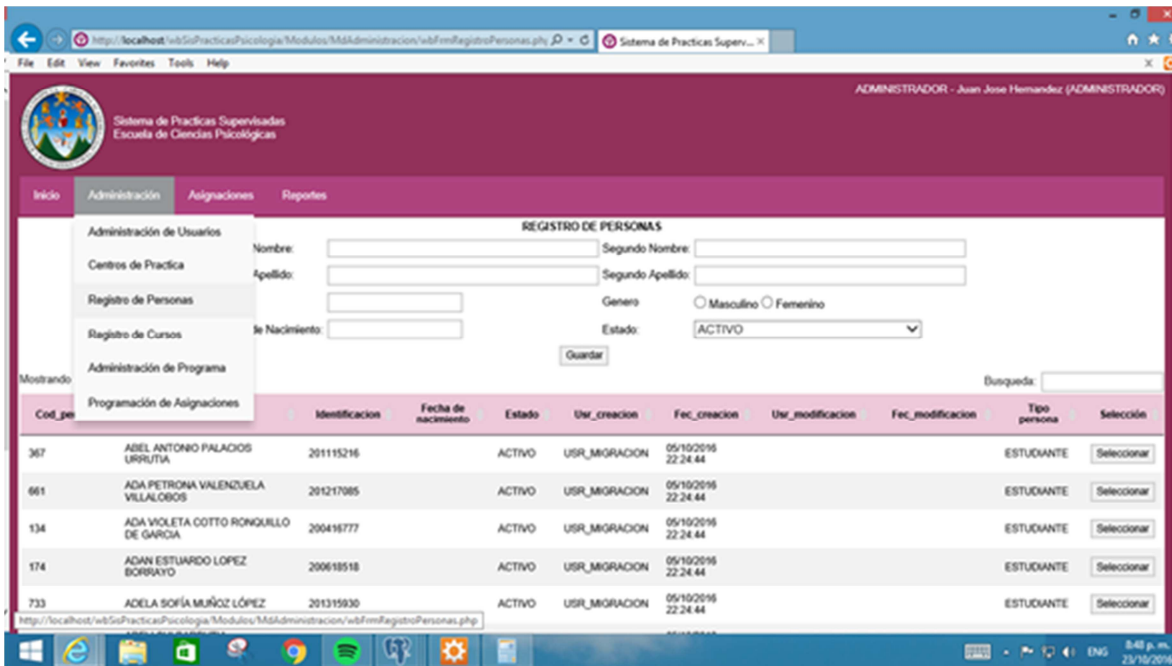 http://localhost/wbSisPracticasPsicologia/Modulos/MdAdministracion/wbFrmRegistroPersonas.ph
Sistema de Practicas Superv...
File Edit View Favorites Tools Help
ADMINISTRADOR - Juan Jose Hernandez (ADMINISTRADOR)
Sistema de Practicas Supervisadas
Escuela de Ciencias Psicológicas
Inicio Administración Asignaciones Reportes
Administración de Usuarios
Centros de Practica
Registro de Personas
Registro de Cursos
Administración de Programa
Programación de Asignaciones
REGISTRO DE PERSONAS
Nombre: Segundo Nombre:
Apellido: Segundo Apellido:
Genero Masculino Femenino
de Nacimiento: Estado: ACTIVO
Guardar
Mostrando Busqueda:
Cod_per Identificacion Fecha de nacimiento Estado Usr_creacion Fec_creacion Usr_modificacion Fec_modificacion Tipo persona Selección
367 ABEL ANTONIO PALACIOS URRUTIA 201115216 ACTIVO USR_MIGRACION 05/10/2016 22:24:44 ESTUDIANTE Seleccionar
661 ADA PETRONA VALENZUELA VILLALOBOS 201217085 ACTIVO USR_MIGRACION 05/10/2016 22:24:44 ESTUDIANTE Seleccionar
134 ADA VIOLETA COTTO RONQUILLO DE GARCIA 200416777 ACTIVO USR_MIGRACION 05/10/2016 22:24:44 ESTUDIANTE Seleccionar
174 ADAN ESTUARDO LOPEZ BORRAYO 200618518 ACTIVO USR_MIGRACION 05/10/2016 22:24:44 ESTUDIANTE Seleccionar
733 ADELA SOFÍA MUÑOZ LÓPEZ 201315930 ACTIVO USR_MIGRACION 05/10/2016 22:24:44 ESTUDIANTE Seleccionar
http://localhost/wbSisPracticasPsicologia/Modulos/MdAdministracion/wbFrmRegistroPersonas.php
ENG 8:48 p. m.
23/10/2016